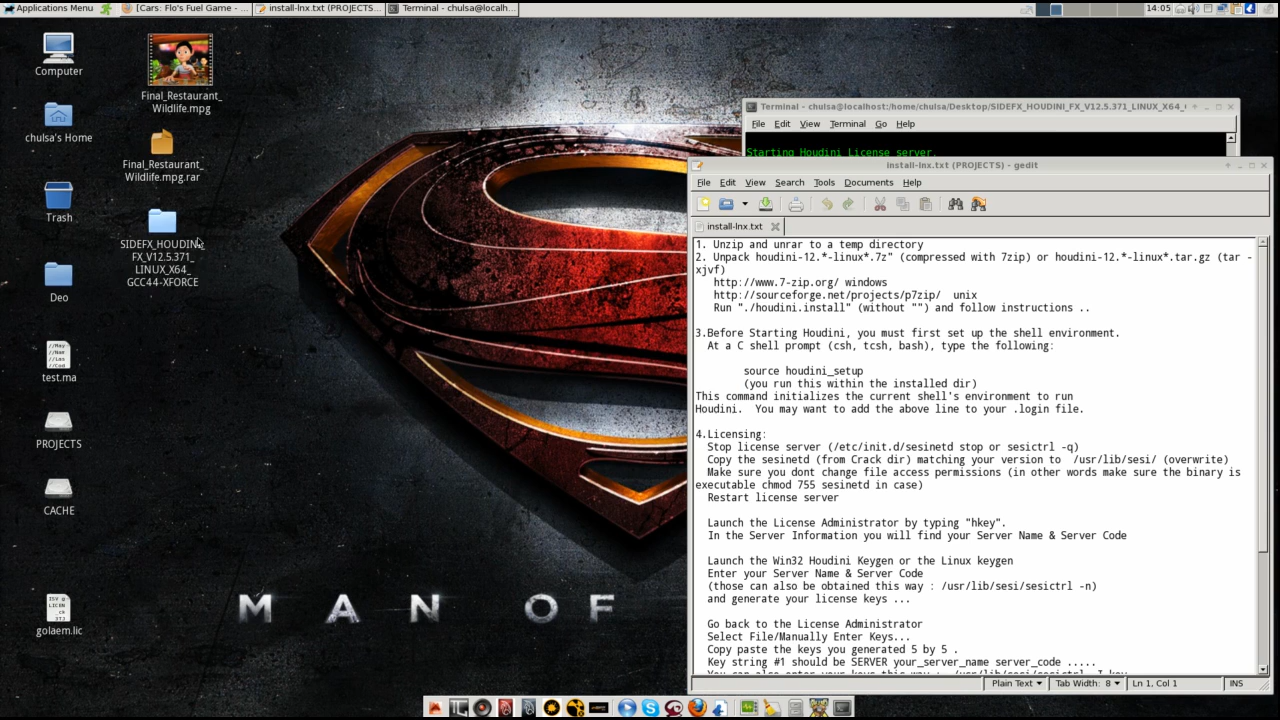 Applications Menu
[Cars: Flo's Fuel Game - ...
install-lnx.txt (PROJECTS...
Terminal - chulsa@localh...
14:05
Computer
chulsa's Home
Trash
Deo
test.ma
PROJECTS
CACHE
golaem.lic
Final_Restaurant_
Wildlife.mpg
Final_Restaurant_
Wildlife.mpg.rar
SIDEFX_HOUDINI_
FX_V12.5.371_
LINUX_X64_
GCC44-XFORCE
MAN OF
Terminal - chulsa@localhost:/home/chulsa/Desktop/SIDEFX_HOUDINI_FX_V12.5.371_LINUX_X64_
File Edit View Terminal Go Help
Starting Houdini License server.
install-lnx.txt (PROJECTS) - gedit
File Edit View Search Tools Documents Help
install-lnx.txt
1. Unzip and unrar to a temp directory
2. Unpack houdini-12.*-linux*.7z" (compressed with 7zip) or houdini-12.*-linux*.tar.gz (tar -
xjvf)
http://www.7-zip.org/ windows
http://sourceforge.net/projects/p7zip/ unix
Run "./houdini.install" (without "") and follow instructions ..
3.Before Starting Houdini, you must first set up the shell environment.
At a C shell prompt (csh, tcsh, bash), type the following:
source houdini_setup
(you run this within the installed dir)
This command initializes the current shell's environment to run
Houdini. You may want to add the above line to your .login file.
4.Licensing:
Stop license server (/etc/init.d/sesinetd stop or sesictrl -q)
Copy the sesinetd (from Crack dir) matching your version to /usr/lib/sesi/ (overwrite)
Make sure you dont change file access permissions (in other words make sure the binary is
executable chmod 755 sesinetd in case)
Restart license server
Launch the License Administrator by typing "hkey".
In the Server Information you will find your Server Name & Server Code
Launch the Win32 Houdini Keygen or the Linux keygen
Enter your Server Name & Server Code
(those can also be obtained this way : /usr/lib/sesi/sesictrl -n)
and generate your license keys ...
Go back to the License Administrator
Select File/Manually Enter Keys...
Copy paste the keys you generated 5 by 5 .
Key string #1 should be SERVER your_server_name server_code .....
Plain Text Tab Width: 8 Ln 1, Col 1 INS